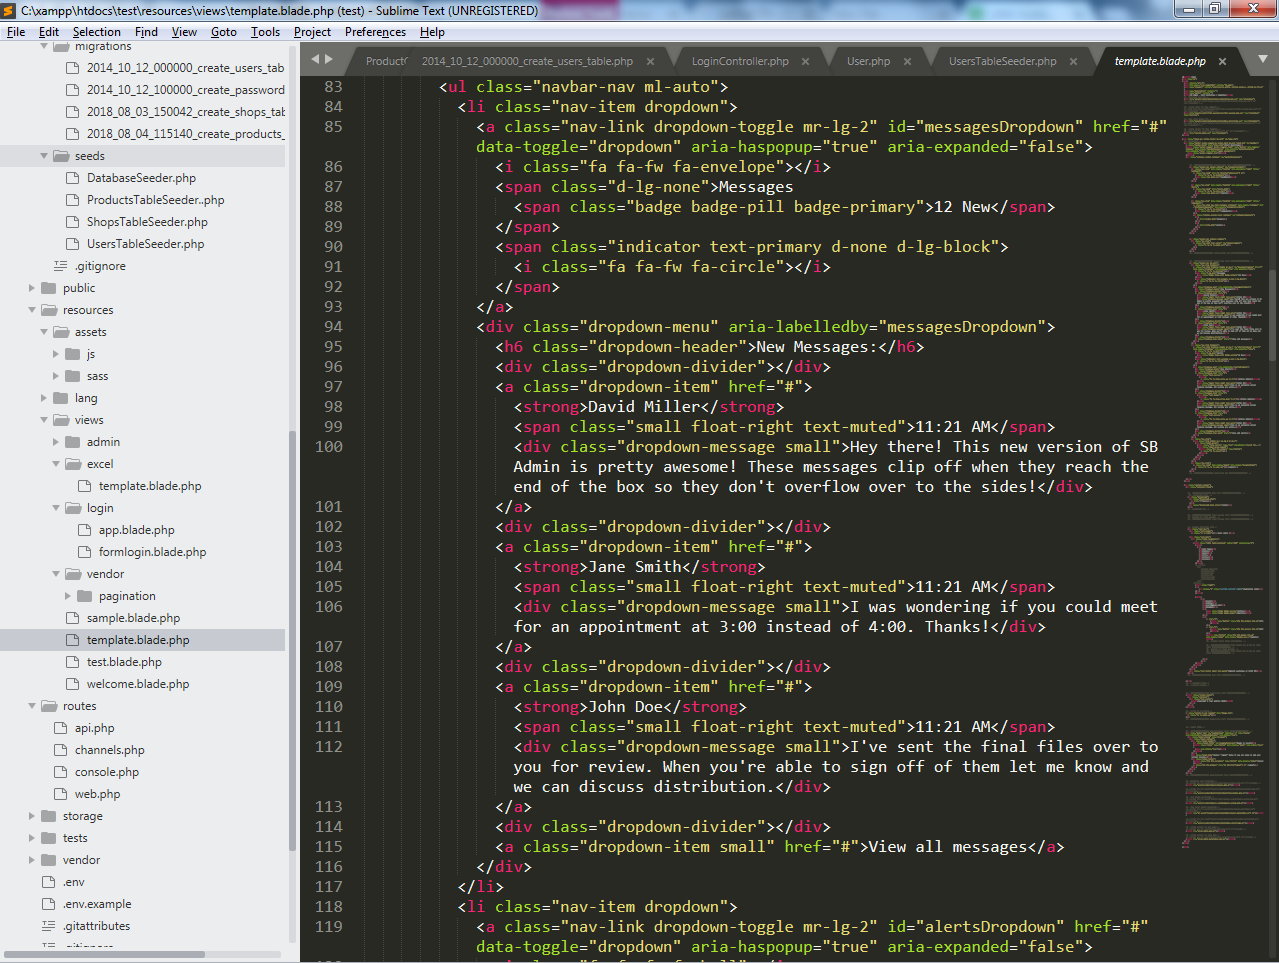 C:\xampp\htdocs\test\resources\views\template.blade.php (test) - Sublime Text (UNREGISTERED)
File Edit Selection Find View Goto Tools Project Preferences Help
migrations
2014_10_12_000000_create_users_tab
2014_10_12_100000_create_password
2018_08_03_150042_create_shops_tab
2018_08_04_115140_create_products_
seeds
DatabaseSeeder.php
ProductsTableSeeder..php
ShopsTableSeeder.php
UsersTableSeeder.php
.gitignore
public
resources
assets
js
sass
lang
views
admin
excel
template.blade.php
login
app.blade.php
formlogin.blade.php
vendor
pagination
sample.blade.php
template.blade.php
test.blade.php
welcome.blade.php
routes
api.php
channels.php
console.php
web.php
storage
tests
vendor
.env
.env.example
.gitattributes
.gitignore
Product 2014_10_12_000000_create_users_table.php LoginController.php User.php UsersTableSeeder.php template.blade.php
83 <ul class="navbar-nav ml-auto">
84 <li class="nav-item dropdown">
85 <a class="nav-link dropdown-toggle mr-lg-2" id="messagesDropdown" href="#"
data-toggle="dropdown" aria-haspopup="true" aria-expanded="false">
86 <i class="fa fa-fw fa-envelope"></i>
87 <span class="d-lg-none">Messages
88 <span class="badge badge-pill badge-primary">12 New</span>
89 </span>
90 <span class="indicator text-primary d-none d-lg-block">
91 <i class="fa fa-fw fa-circle"></i>
92 </span>
93 </a>
94 <div class="dropdown-menu" aria-labelledby="messagesDropdown">
95 <h6 class="dropdown-header">New Messages:</h6>
96 <div class="dropdown-divider"></div>
97 <a class="dropdown-item" href="#">
98 <strong>David Miller</strong>
99 <span class="small float-right text-muted">11:21 AM</span>
100 <div class="dropdown-message small">Hey there! This new version of SB
Admin is pretty awesome! These messages clip off when they reach the
end of the box so they don't overflow over to the sides!</div>
101 </a>
102 <div class="dropdown-divider"></div>
103 <a class="dropdown-item" href="#">
104 <strong>Jane Smith</strong>
105 <span class="small float-right text-muted">11:21 AM</span>
106 <div class="dropdown-message small">I was wondering if you could meet
for an appointment at 3:00 instead of 4:00. Thanks!</div>
107 </a>
108 <div class="dropdown-divider"></div>
109 <a class="dropdown-item" href="#">
110 <strong>John Doe</strong>
111 <span class="small float-right text-muted">11:21 AM</span>
112 <div class="dropdown-message small">I've sent the final files over to
you for review. When you're able to sign off of them let me know and
we can discuss distribution.</div>
113 </a>
114 <div class="dropdown-divider"></div>
115 <a class="dropdown-item small" href="#">View all messages</a>
116 </div>
117 </li>
118 <li class="nav-item dropdown">
119 <a class="nav-link dropdown-toggle mr-lg-2" id="alertsDropdown" href="#"
data-toggle="dropdown" aria-haspopup="true" aria-expanded="false">